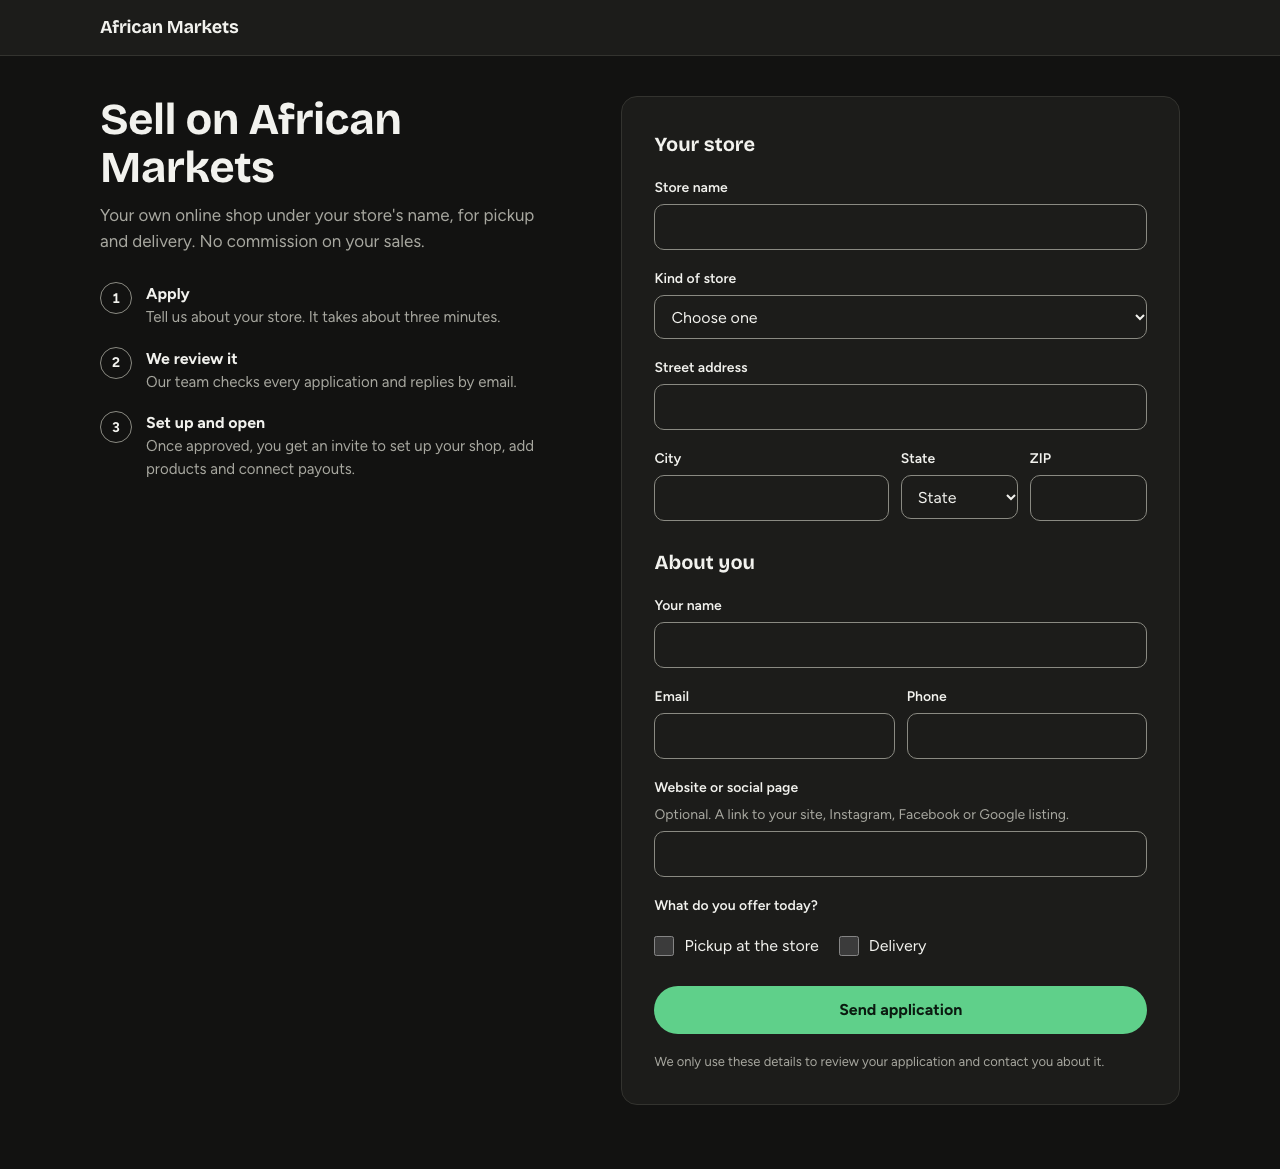 African Markets
Sell on African
Markets
Your own online shop under your store's name, for pickup
and delivery. No commission on your sales.
1
Apply
Tell us about your store. It takes about three minutes.
2
We review it
Our team checks every application and replies by email.
3
Set up and open
Once approved, you get an invite to set up your shop, add
products and connect payouts.
Your store
Store name
Kind of store
Choose one
Street address
City State ZIP
State
About you
Your name
Email Phone
Website or social page
Optional. A link to your site, Instagram, Facebook or Google listing.
What do you offer today?
Pickup at the store Delivery
Send application
We only use these details to review your application and contact you about it.